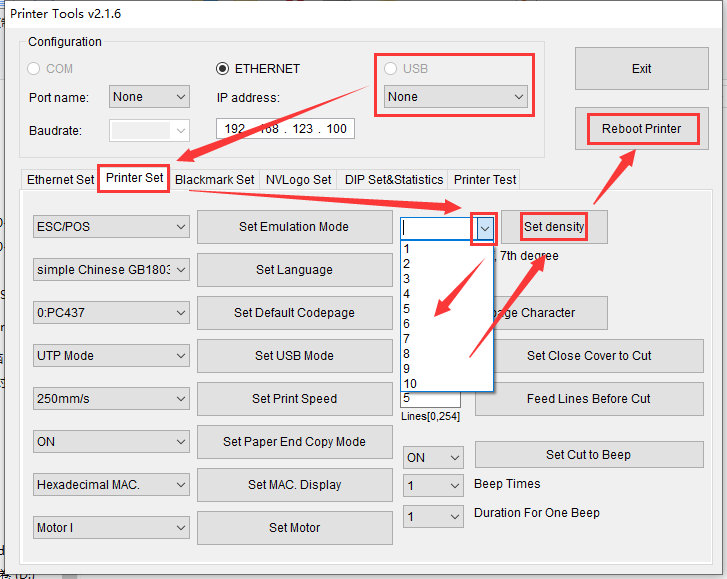 Printer Tools v2.1.6
Configuration
COM
ETHERNET
USB
Exit
Port name:
None
IP address:
None
Baudrate:
192 . 168 . 123 . 100
Reboot Printer
Ethernet Set
Printer Set
Blackmark Set
NVLogo Set
DIP Set&Statistics
Printer Test
ESC/POS
Set Emulation Mode
Set density
simple Chinese GB1803
Set Language
1
2
3
4
5
6
7
8
9
10
, 7th degree
0:PC437
Set Default Codepage
Character
UTP Mode
Set USB Mode
Set Close Cover to Cut
250mm/s
Set Print Speed
5
Feed Lines Before Cut
Lines[0,254]
ON
Set Paper End Copy Mode
ON
Set Cut to Beep
Hexadecimal MAC.
Set MAC. Display
1
Beep Times
Motor I
Set Motor
1
Duration For One Beep